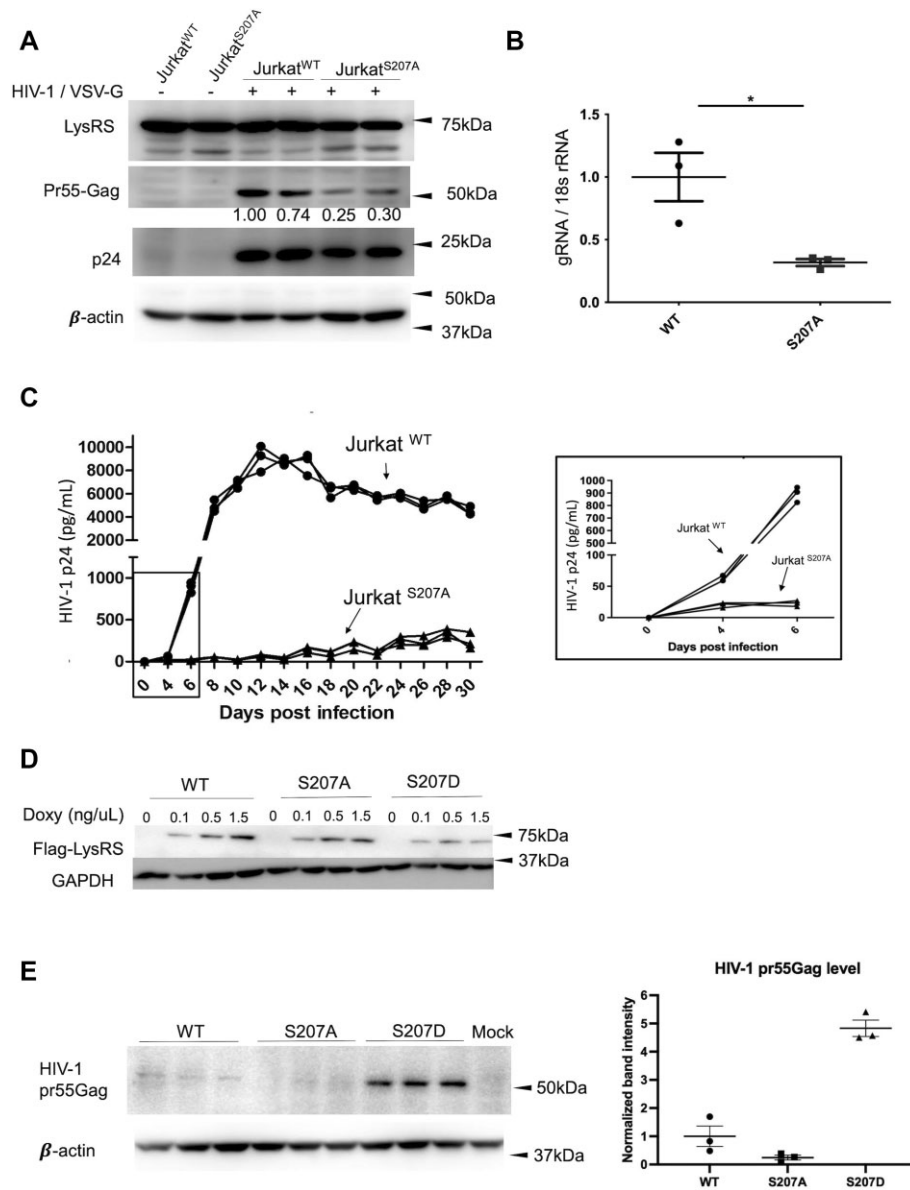 A
Jurkat^WT
Jurkat^S207A
Jurkat^WT
Jurkat^S207A
HIV-1 / VSV-G
- - + + + +
LysRS
75kDa
Pr55-Gag
50kDa
1.00 0.74 0.25 0.30
p24
25kDa
50kDa
β-actin
37kDa
B
gRNA / 18s rRNA
1.5
1.0
0.5
0.0
*
WT
S207A
C
HIV-1 p24 (pg/mL)
10000
8000
6000
4000
2000
1000
500
0
Jurkat ^WT
Jurkat ^S207A
0 4 6 8 10 12 14 16 18 20 22 24 26 28 30
Days post infection
HIV-1 p24 (pg/mL)
1000
900
800
700
600
500
100
50
0
Jurkat ^WT
Jurkat ^S207A
0 4 6
Days post infection
D
WT S207A S207D
Doxy (ng/uL) 0 0.1 0.5 1.5 0 0.1 0.5 1.5 0 0.1 0.5 1.5
75kDa
Flag-LysRS
37kDa
GAPDH
E
WT S207A S207D Mock
HIV-1
pr55Gag
50kDa
β-actin
37kDa
HIV-1 pr55Gag level
Normalized band intensity
6
5
4
3
2
1
0
WT S207A S207D